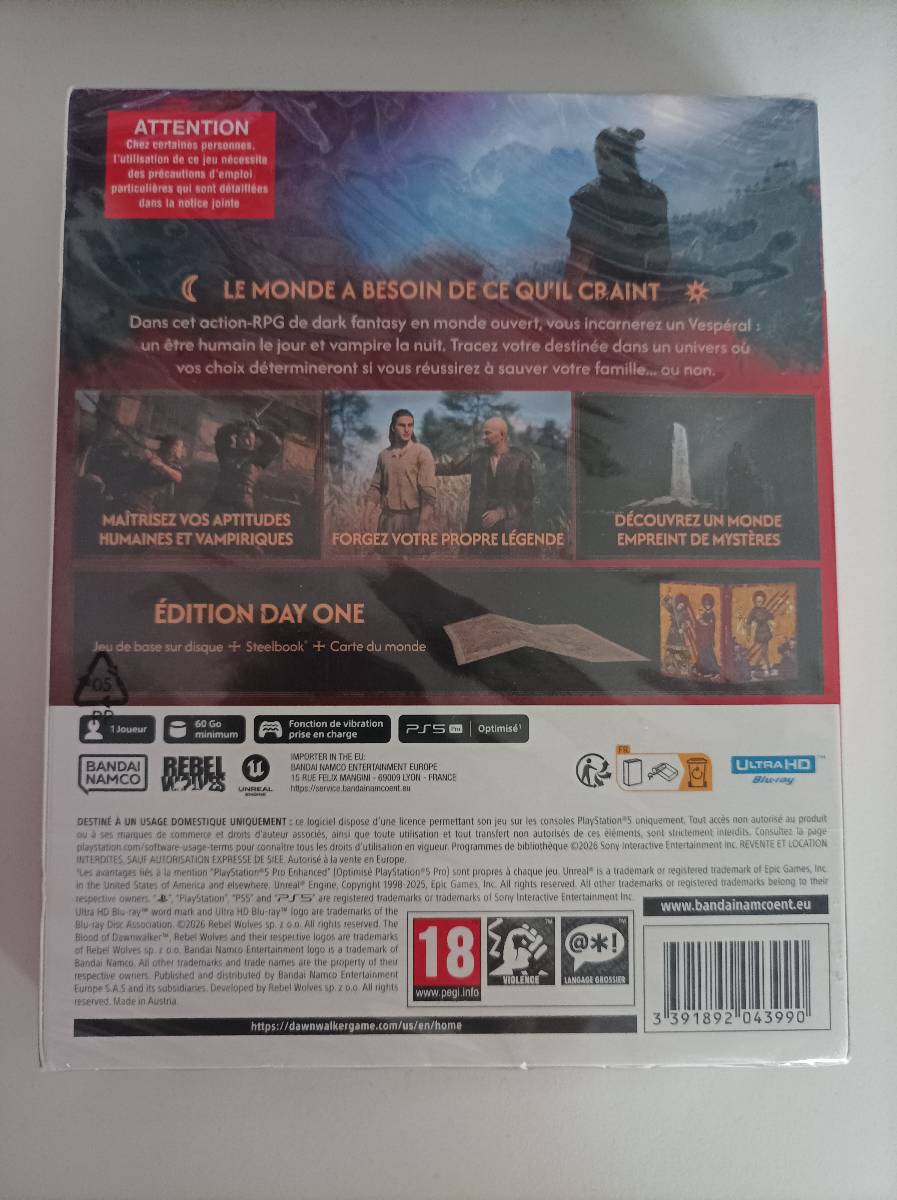 ATTENTION
Chez certaines personnes,
l'utilisation de ce jeu nécessite
des précautions d'emploi
particulières qui sont détaillées
dans la notice jointe
LE MONDE A BESOIN DE CE QU'IL CRAINT
Dans cet action-RPG de dark fantasy en monde ouvert, vous incarnerez un Vespéral :
un être humain le jour et vampire la nuit. Tracez votre destinée dans un univers où
vos choix détermineront si vous réussirez à sauver votre famille... ou non.
MAÎTRISEZ VOS APTITUDES
HUMAINES ET VAMPIRIQUES
FORGEZ VOTRE PROPRE LÉGENDE
DÉCOUVREZ UN MONDE
EMPREINT DE MYSTÈRES
ÉDITION DAY ONE
Jeu de base sur disque + Steelbook® + Carte du monde
05
PP
1 Joueur
60 Go
minimum
Fonction de vibration
prise en charge
PS5 Pro Optimisé¹
BANDAI
NAMCO
REBEL
WOLVES
UNREAL
ENGINE
IMPORTER IN THE EU:
BANDAI NAMCO ENTERTAINMENT EUROPE
15 RUE FELIX MANGINI - 69009 LYON - FRANCE
https://service.bandainamcoent.eu
FR
ULTRA HD
Blu-ray™
DESTINÉ À UN USAGE DOMESTIQUE UNIQUEMENT : ce logiciel dispose d'une licence permettant son jeu sur les consoles PlayStation®5 uniquement. Tout accès non autorisé au produit
ou à ses marques de commerce et droits d'auteur associés, ainsi que toute utilisation et tout transfert non autorisés de ces éléments, sont strictement interdits. Consultez la page
playstation.com/software-usage-terms pour connaître tous les droits d'utilisation en vigueur. Programmes de bibliothèque ©2026 Sony Interactive Entertainment Inc. REVENTE ET LOCATION
INTERDITES, SAUF AUTORISATION EXPRESSE DE SIEE. Autorisé à la vente en Europe.
¹Les avantages liés à la mention "PlayStation®5 Pro Enhanced" (Optimisé PlayStation®5 Pro) sont propres à chaque jeu. Unreal® is a trademark or registered trademark of Epic Games, Inc.
in the United States of America and elsewhere. Unreal® Engine, Copyright 1998-2025, Epic Games, Inc. All rights reserved. All other trademarks or registered trademarks belong to their
respective owners. "PS", "PlayStation", "PS5" and "PS5" are registered trademarks or trademarks of Sony Interactive Entertainment Inc.
Ultra HD Blu-ray™ word mark and Ultra HD Blu-ray™ logo are trademarks of the
Blu-ray Disc Association. ©2026 Rebel Wolves sp. z o.o. All rights reserved. The
Blood of Dawnwalker™, Rebel Wolves and their respective logos are trademarks
of Rebel Wolves sp. z o.o. Bandai Namco Entertainment logo is a trademark of
Bandai Namco. All other trademarks and trade names are the property of their
respective owners. Published and distributed by Bandai Namco Entertainment
Europe S.A.S and its subsidiaries. Developed by Rebel Wolves sp. z o.o. All rights
reserved. Made in Austria.
18
www.pegi.info
VIOLENCE
@*!
LANGAGE GROSSIER
www.bandainamcoent.eu
3 391892 043990
https://dawnwalkergame.com/us/en/home